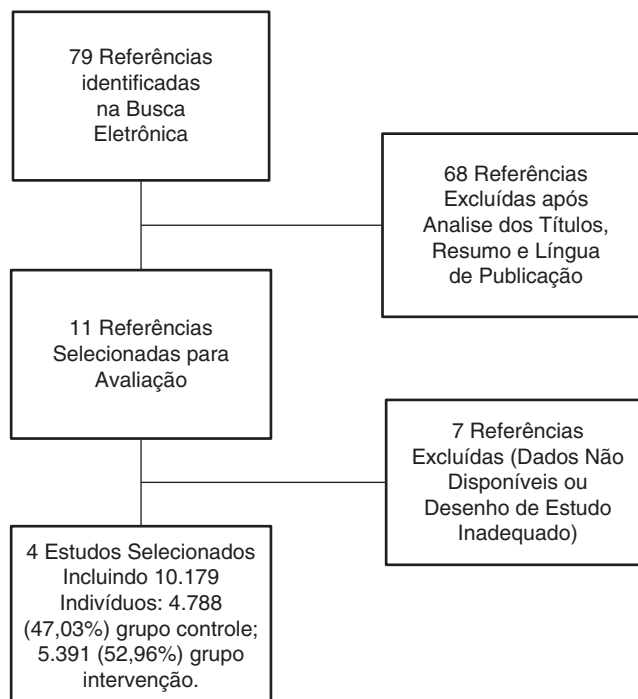 79 Referências
identificadas
na Busca
Eletrônica
68 Referências
Excluídas após
Analise dos Títulos,
Resumo e Língua
de Publicação
11 Referências
Selecionadas para
Avaliação
7 Referências
Excluídas (Dados Não
Disponíveis ou
Desenho de Estudo
Inadequado)
4 Estudos Selecionados
Incluindo 10.179
Indivíduos: 4.788
(47,03%) grupo controle;
5.391 (52,96%) grupo
intervenção.